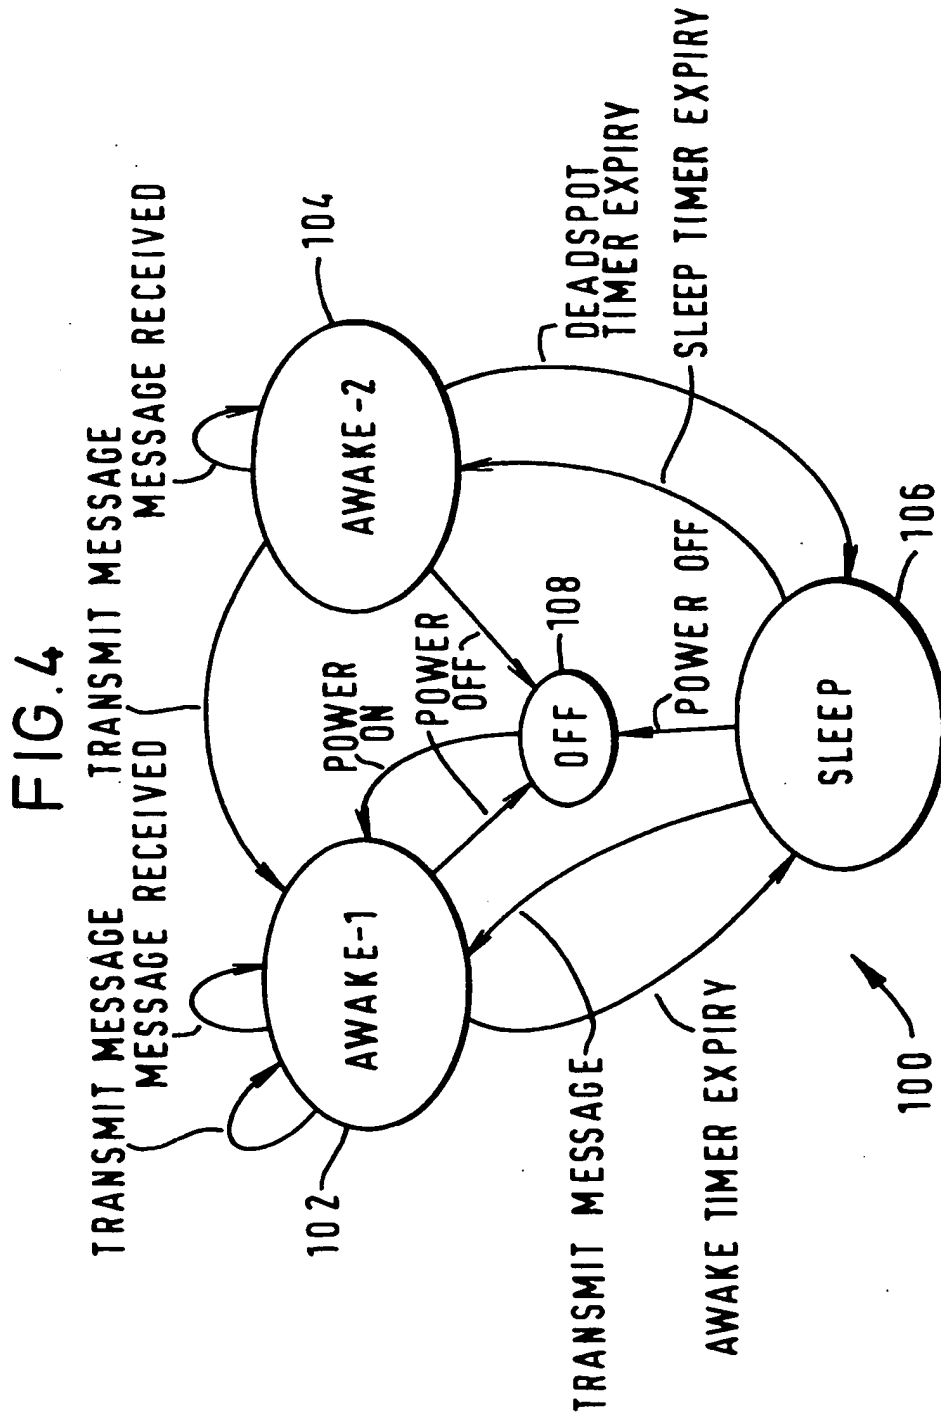 FIG.4
TRANSMIT MESSAGE
MESSAGE RECEIVED
TRANSMIT MESSAGE
MESSAGE RECEIVED
102
AWAKE-1
AWAKE-2
104
POWER
ON
POWER
OFF
OFF
108
DEADSPOT
TIMER EXPIRY
SLEEP TIMER EXPIRY
TRANSMIT MESSAGE
POWER OFF
AWAKE TIMER EXPIRY
SLEEP
106
100